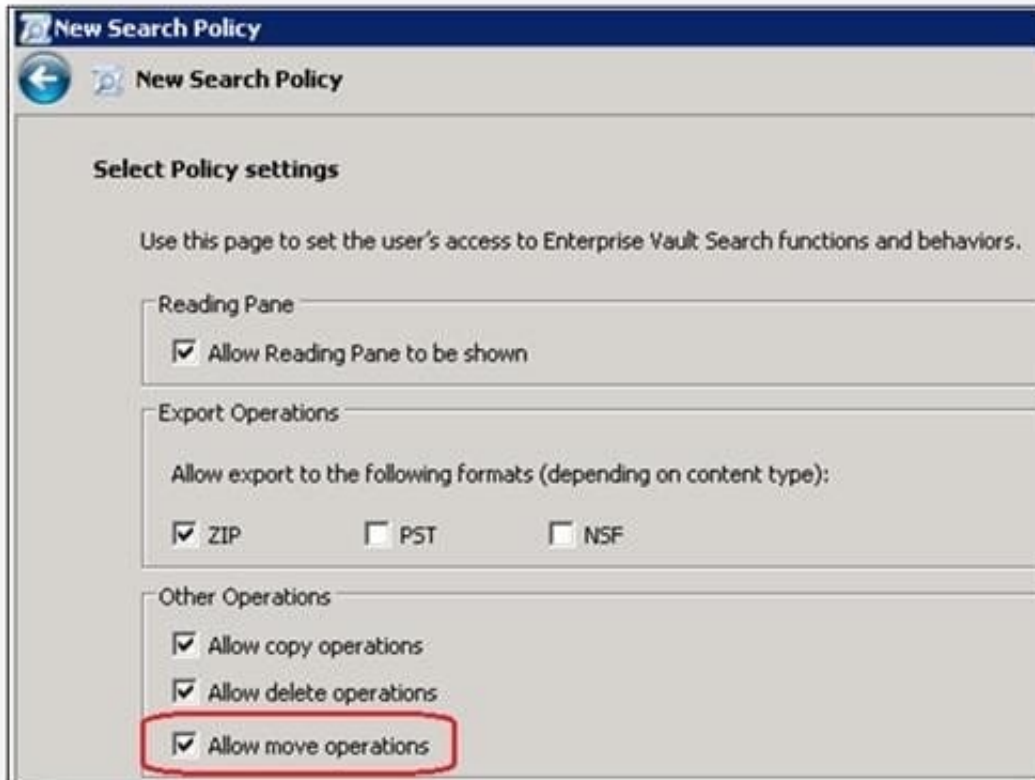 New Search Policy
New Search Policy
Select Policy settings
Use this page to set the user's access to Enterprise Vault Search functions and behaviors.
Reading Pane
Allow Reading Pane to be shown
Export Operations
Allow export to the following formats (depending on content type):
ZIP PST NSF
Other Operations
Allow copy operations
Allow delete operations
Allow move operations